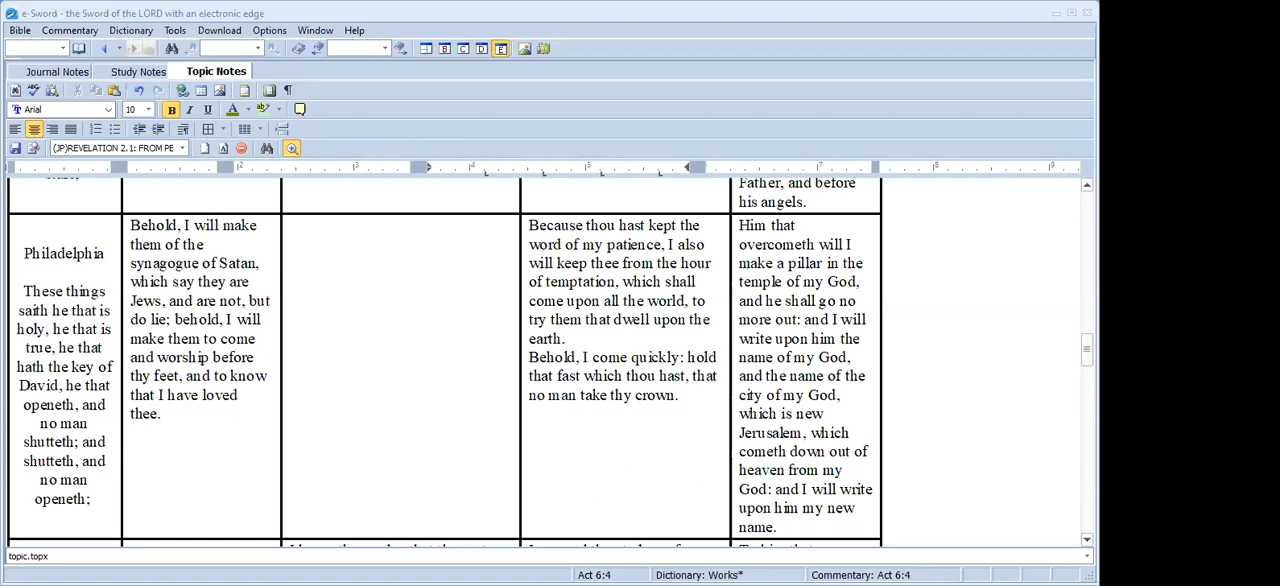 e-Sword - the Sword of the LORD with an electronic edge
Bible Commentary Dictionary Tools Download Options Window Help
B C D E
Journal Notes Study Notes Topic Notes
Arial 10 B I U A ab
(JP)REVELATION 2.1: FROM PE
2 3 4 5 6 7 8 9
Father, and before
his angels.
Philadelphia
These things
saith he that is
holy, he that is
true, he that
hath the key of
David, he that
openeth, and
no man
shutteth; and
shutteth, and
no man
openeth;
Behold, I will make
them of the
synagogue of Satan,
which say they are
Jews, and are not, but
do lie; behold, I will
make them to come
and worship before
thy feet, and to know
that I have loved
thee.
Because thou hast kept the
word of my patience, I also
will keep thee from the hour
of temptation, which shall
come upon all the world, to
try them that dwell upon the
earth.
Behold, I come quickly: hold
that fast which thou hast, that
no man take thy crown.
Him that
overcometh will I
make a pillar in the
temple of my God,
and he shall go no
more out: and I will
write upon him the
name of my God,
and the name of the
city of my God,
which is new
Jerusalem, which
cometh down out of
heaven from my
God: and I will write
upon him my new
name.
topic.topx
Act 6:4 Dictionary: Works* Commentary: Act 6:4